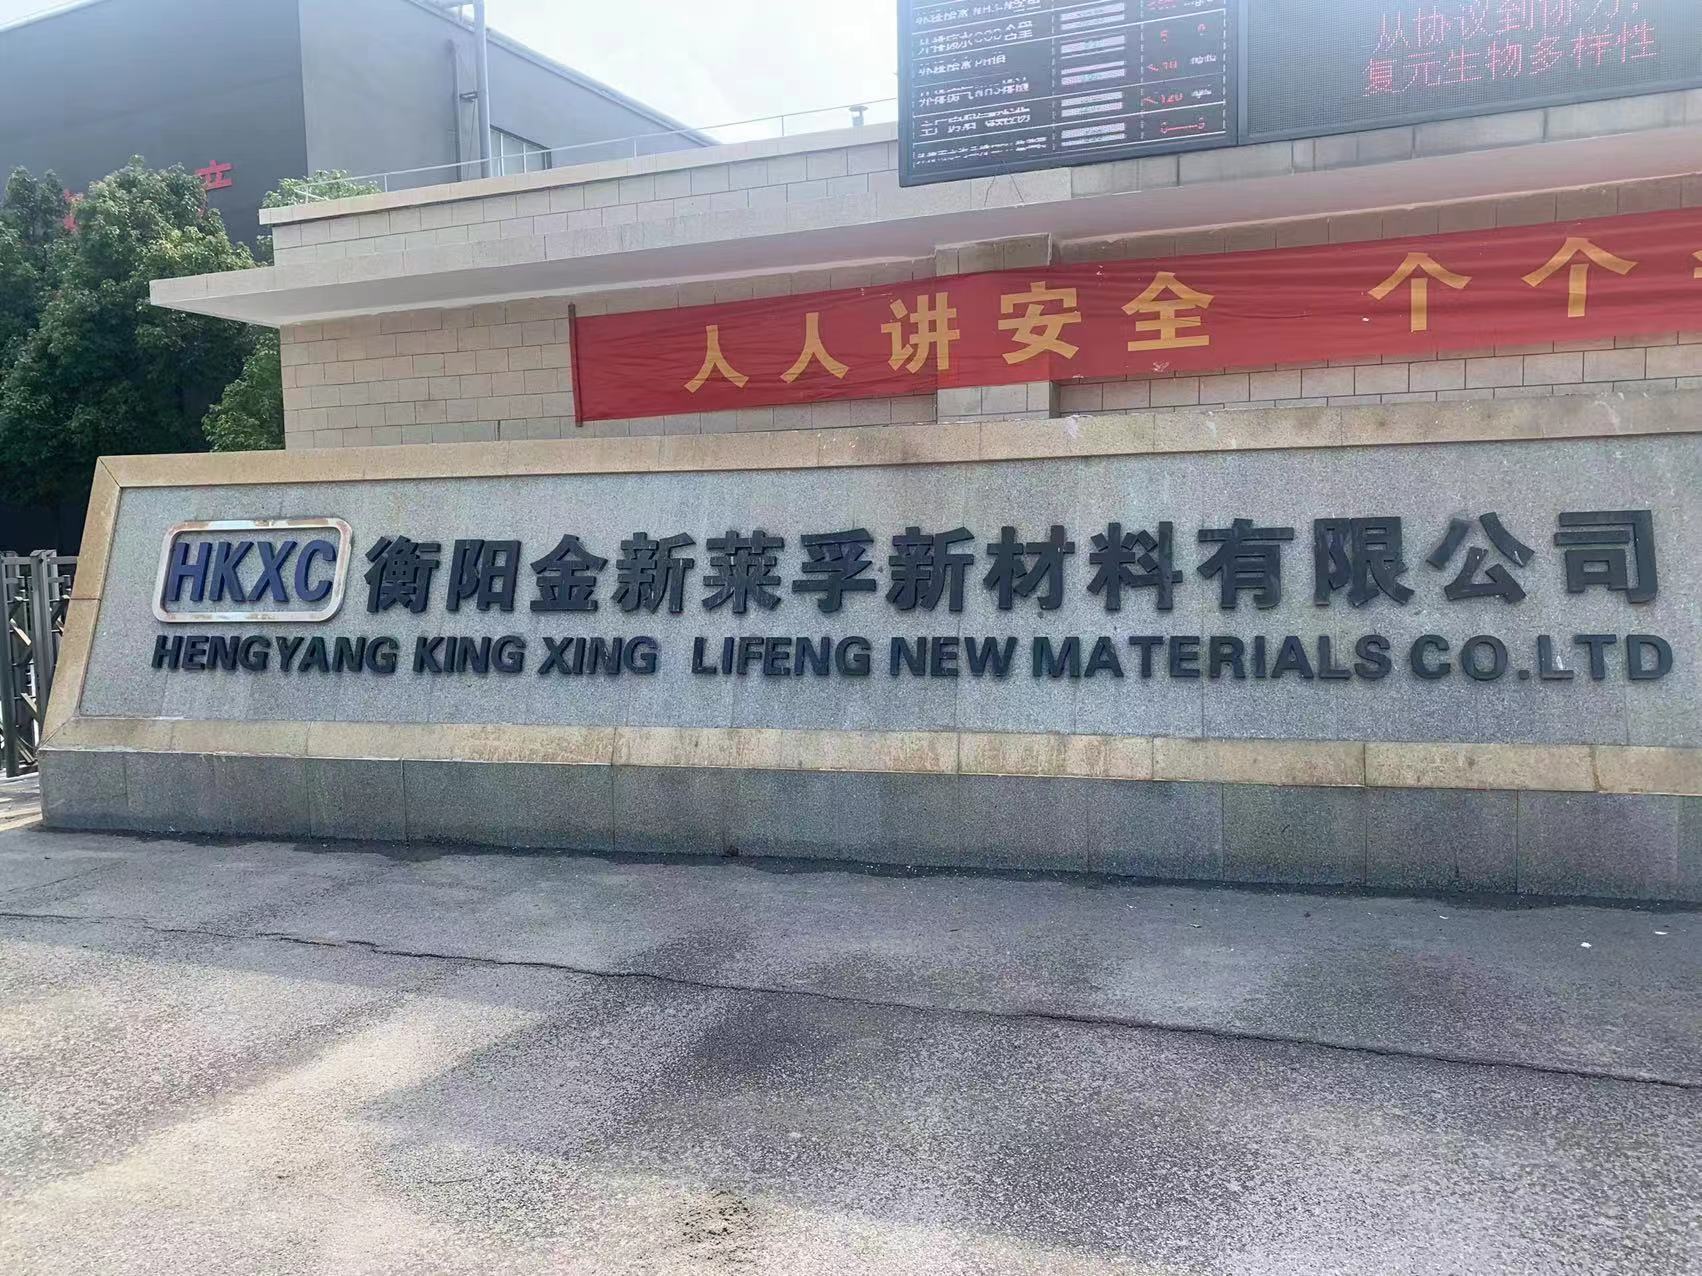 从协议到协力，
复元生物多样性
人人讲安全 个个
HKXC 衡阳金新莱孚新材料有限公司
HENGYANG KING XING LIFENG NEW MATERIALS CO.LTD